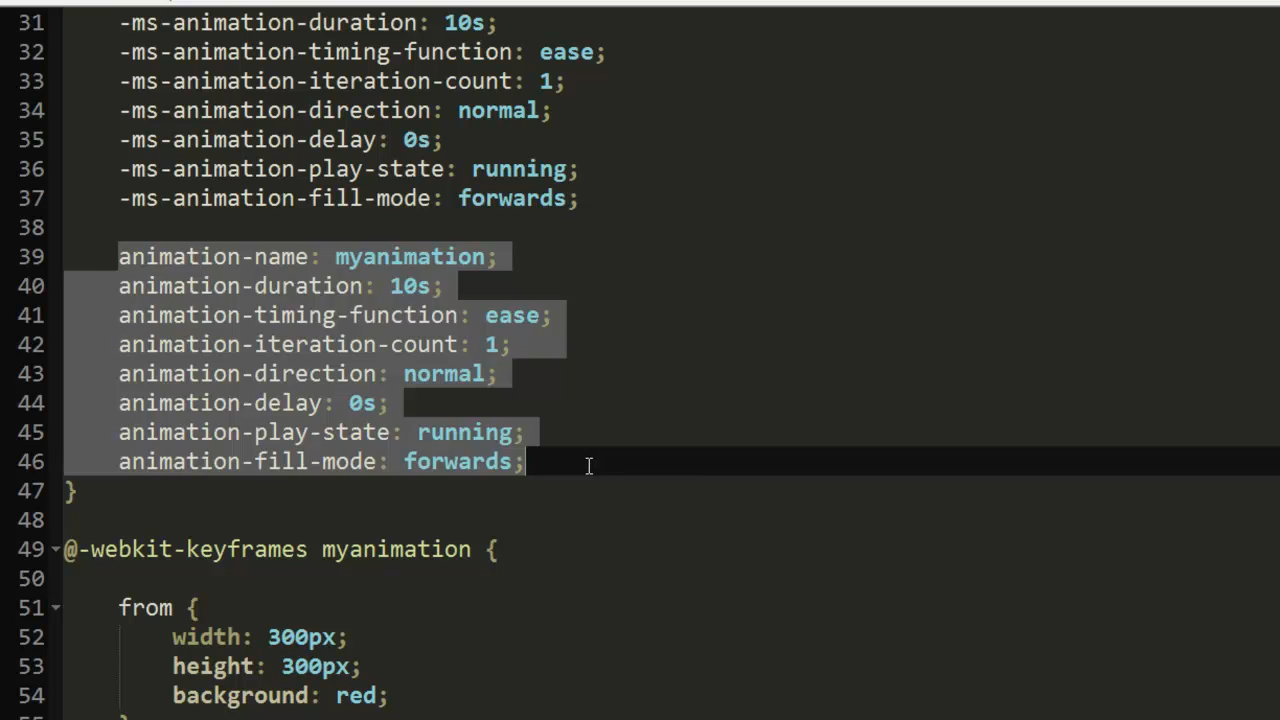 31 -ms-animation-duration: 10s;
32 -ms-animation-timing-function: ease;
33 -ms-animation-iteration-count: 1;
34 -ms-animation-direction: normal;
35 -ms-animation-delay: 0s;
36 -ms-animation-play-state: running;
37 -ms-animation-fill-mode: forwards;
38
39 animation-name: myanimation;
40 animation-duration: 10s;
41 animation-timing-function: ease;
42 animation-iteration-count: 1;
43 animation-direction: normal;
44 animation-delay: 0s;
45 animation-play-state: running;
46 animation-fill-mode: forwards;
47 }
48
49 @-webkit-keyframes myanimation {
50
51 from {
52 width: 300px;
53 height: 300px;
54 background: red;